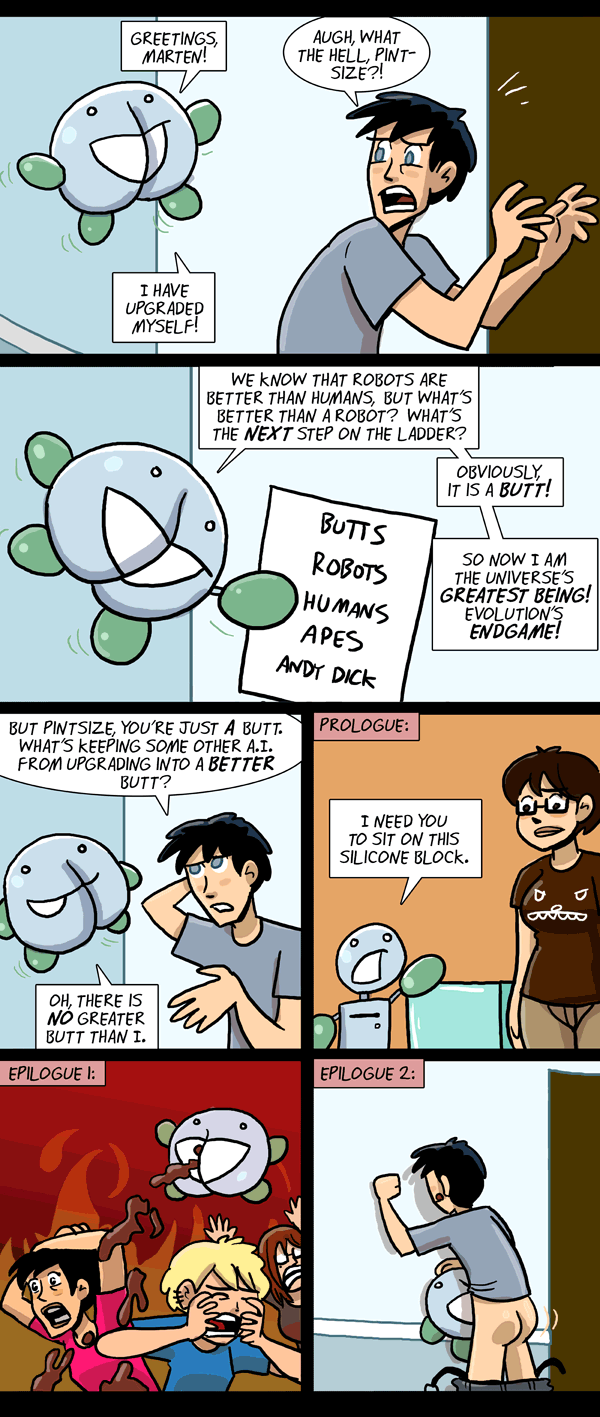 GREETINGS,
MARTEN!
AUGH, WHAT
THE HELL, PINT-
SIZE?!
I HAVE
UPGRADED
MYSELF!
WE KNOW THAT ROBOTS ARE
BETTER THAN HUMANS, BUT WHAT'S
BETTER THAN A ROBOT? WHAT'S
THE NEXT STEP ON THE LADDER?
OBVIOUSLY,
IT IS A BUTT!
SO NOW I AM
THE UNIVERSE'S
GREATEST BEING!
EVOLUTION'S
ENDGAME!
BUTTS
ROBOTS
HUMANS
APES
ANDY DICK
BUT PINTSIZE, YOU'RE JUST A BUTT.
WHAT'S KEEPING SOME OTHER A.I.
FROM UPGRADING INTO A BETTER
BUTT?
OH, THERE IS
NO GREATER
BUTT THAN I.
PROLOGUE:
I NEED YOU
TO SIT ON THIS
SILICONE BLOCK.
EPILOGUE 1:
EPILOGUE 2: